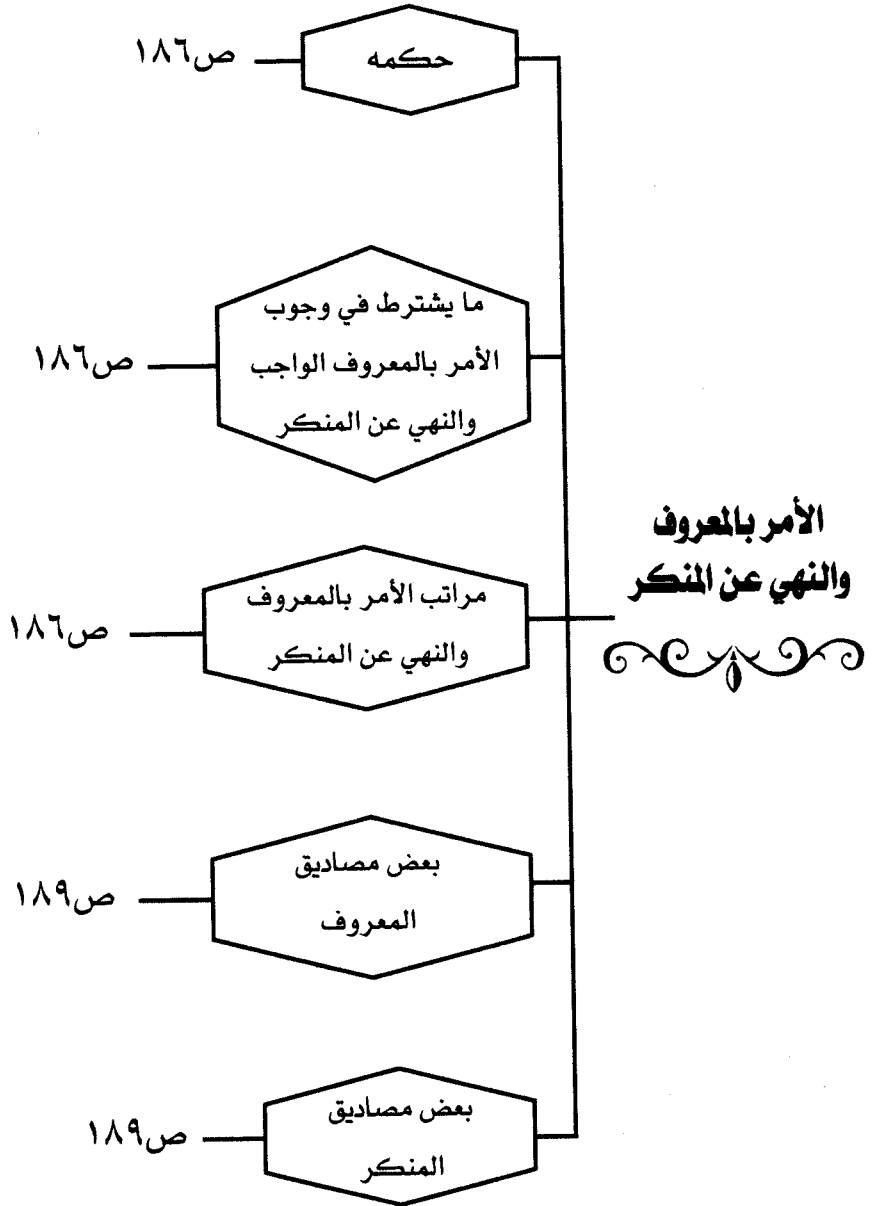 الأمر بالمعروف
والنهي عن المنكر
حكمه
ص١٨٦
ما يشترط في وجوب
الأمر بالمعروف الواجب
والنهي عن المنكر
ص١٨٦
مراتب الأمر بالمعروف
والنهي عن المنكر
ص١٨٦
بعض مصاديق
المعروف
ص١٨٩
بعض مصاديق
المنكر
ص١٨٩